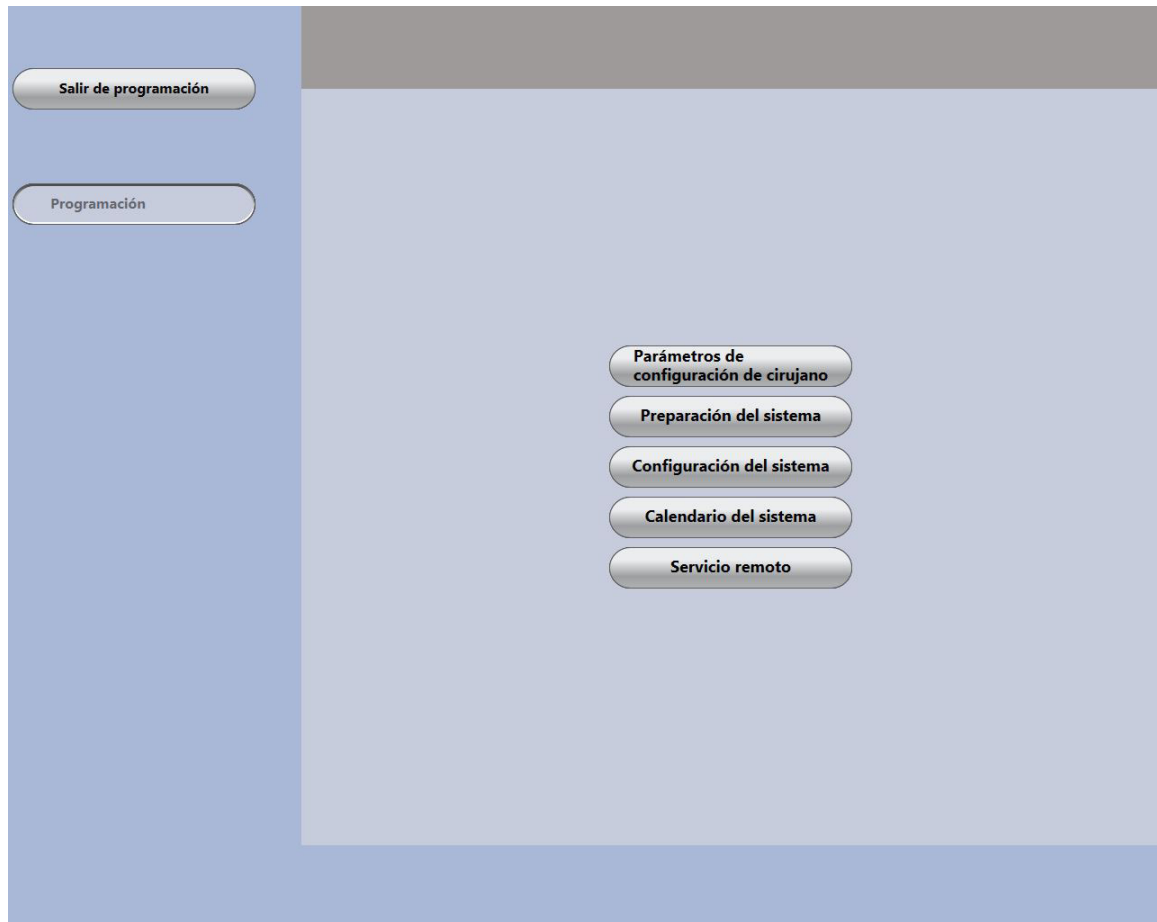 Salir de programación
Programación
Parámetros de
configuración de cirujano
Preparación del sistema
Configuración del sistema
Calendario del sistema
Servicio remoto